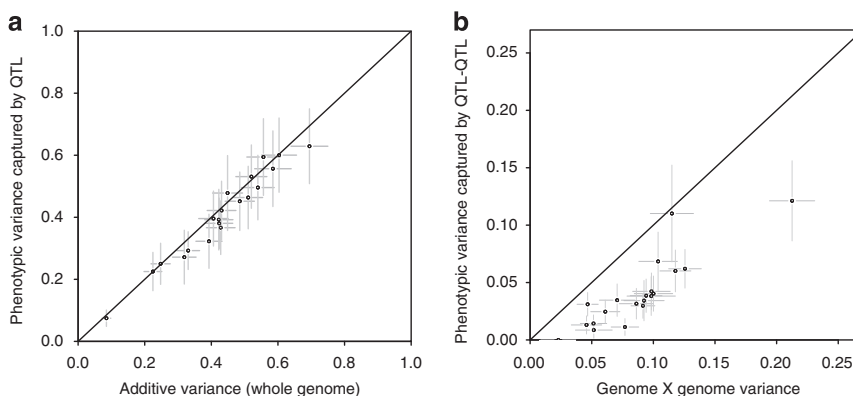 a
Phenotypic variance captured by QTL
1.0
0.8
0.6
0.4
0.2
0.0
0.0 0.2 0.4 0.6 0.8 1.0
Additive variance (whole genome)
b
Phenotypic variance captured by QTL-QTL
0.25
0.20
0.15
0.10
0.05
0.00
0.00 0.05 0.10 0.15 0.20 0.25
Genome X genome variance